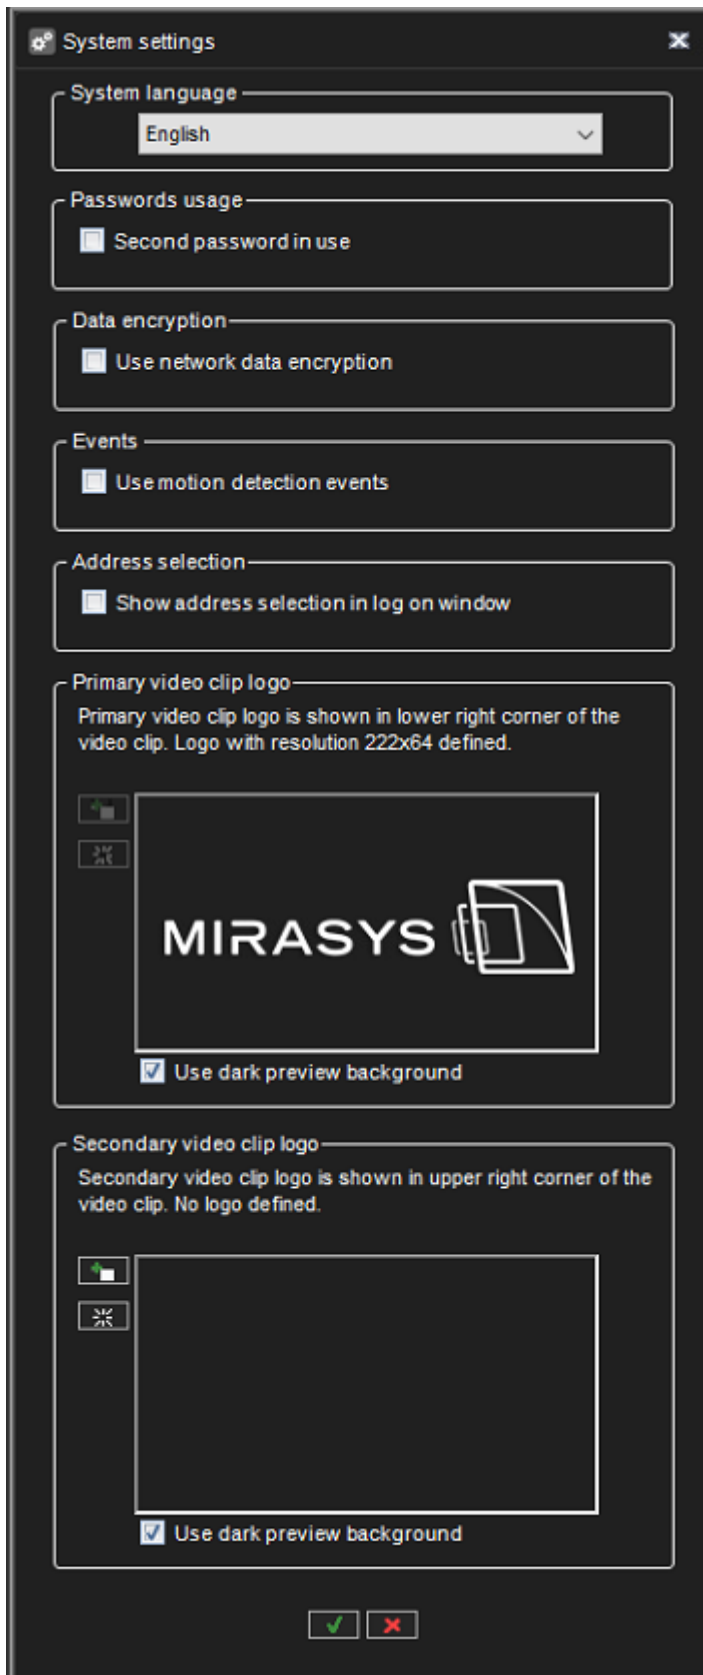 System settings
System language
English
Passwords usage
Second password in use
Data encryption
Use network data encryption
Events
Use motion detection events
Address selection
Show address selection in log on window
Primary video clip logo
Primary video clip logo is shown in lower right corner of the
video clip. Logo with resolution 222x64 defined.
MIRASYS
Use dark preview background
Secondary video clip logo
Secondary video clip logo is shown in upper right corner of the
video clip. No logo defined.
Use dark preview background